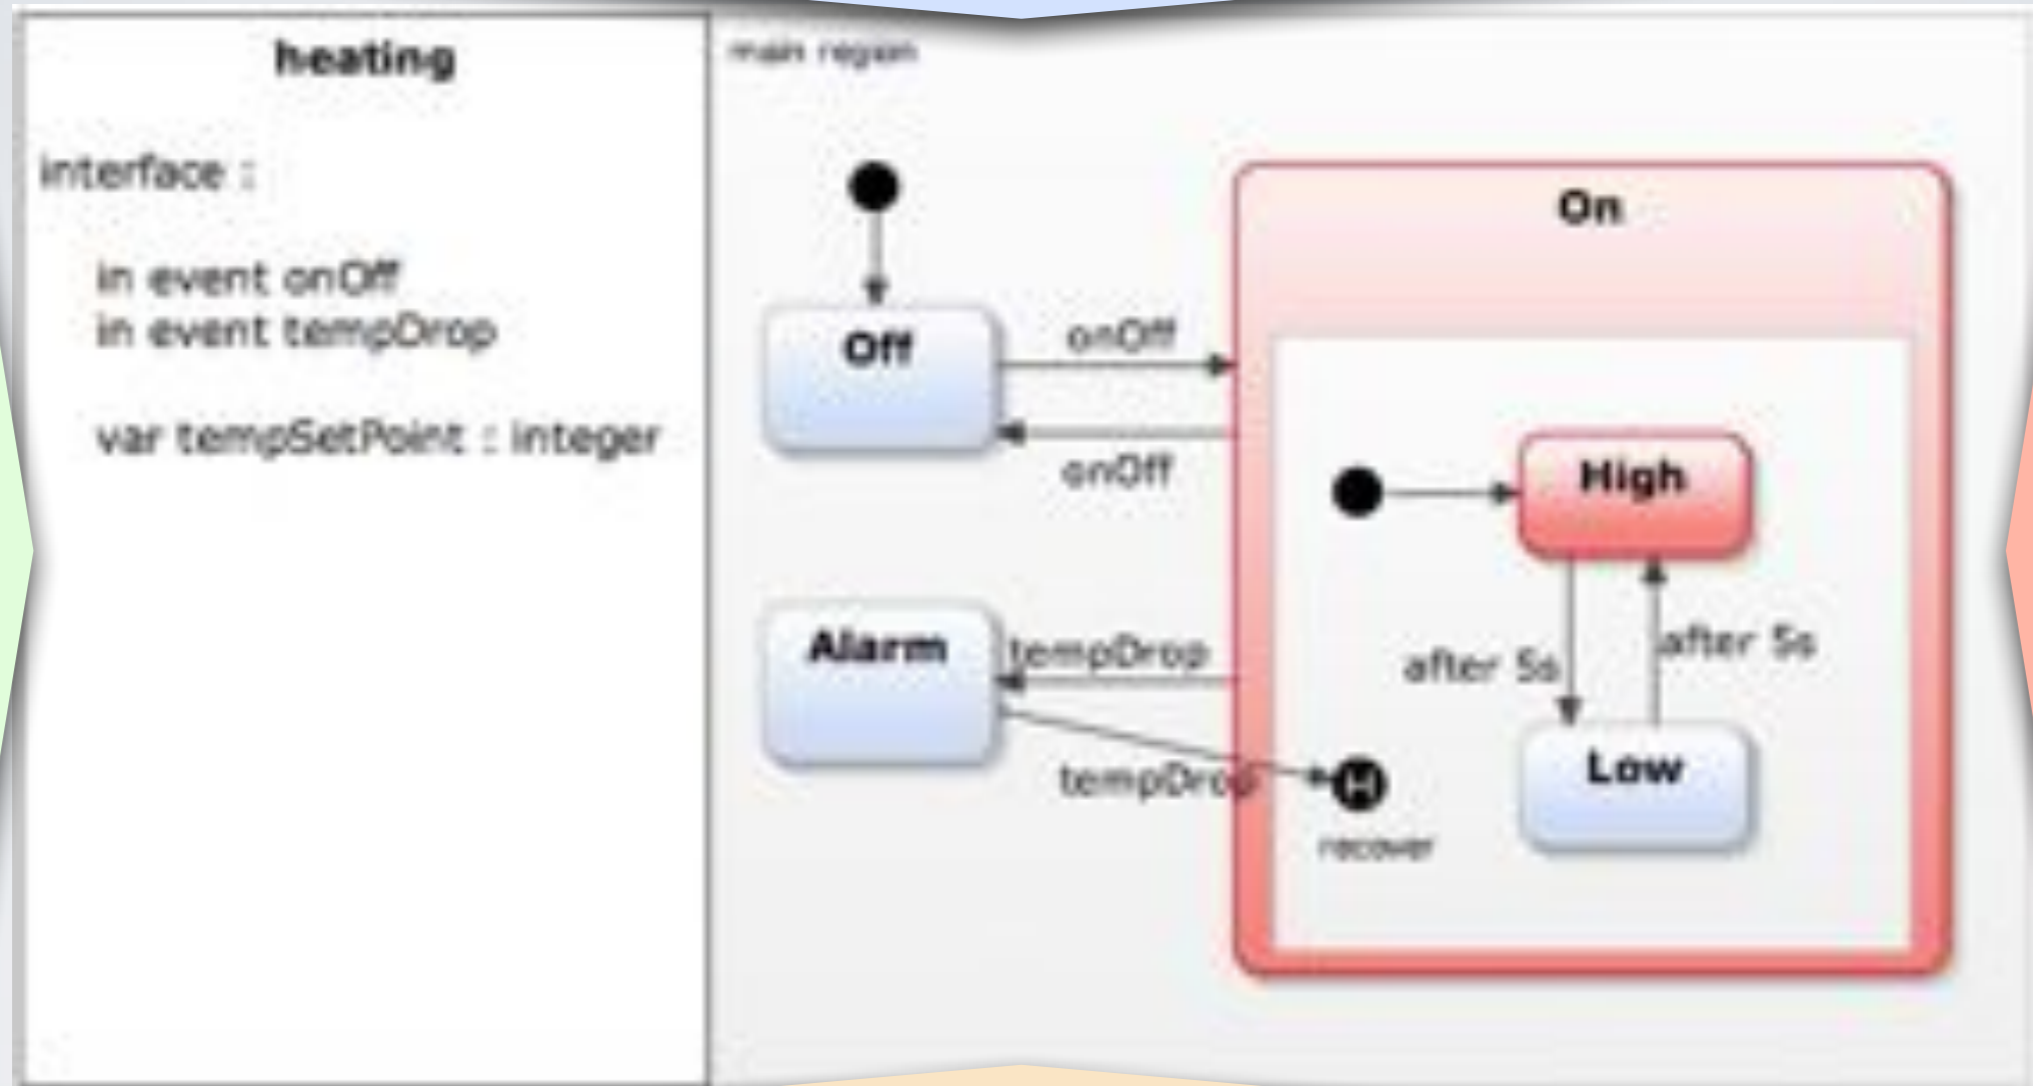 heating
interface :
in event onOff
in event tempDrop
var tempSetPoint : integer
main region
On
Off
onOff
onOff
High
Alarm
tempDrop
after 5s
after 5s
tempDrop
H
Low
recover